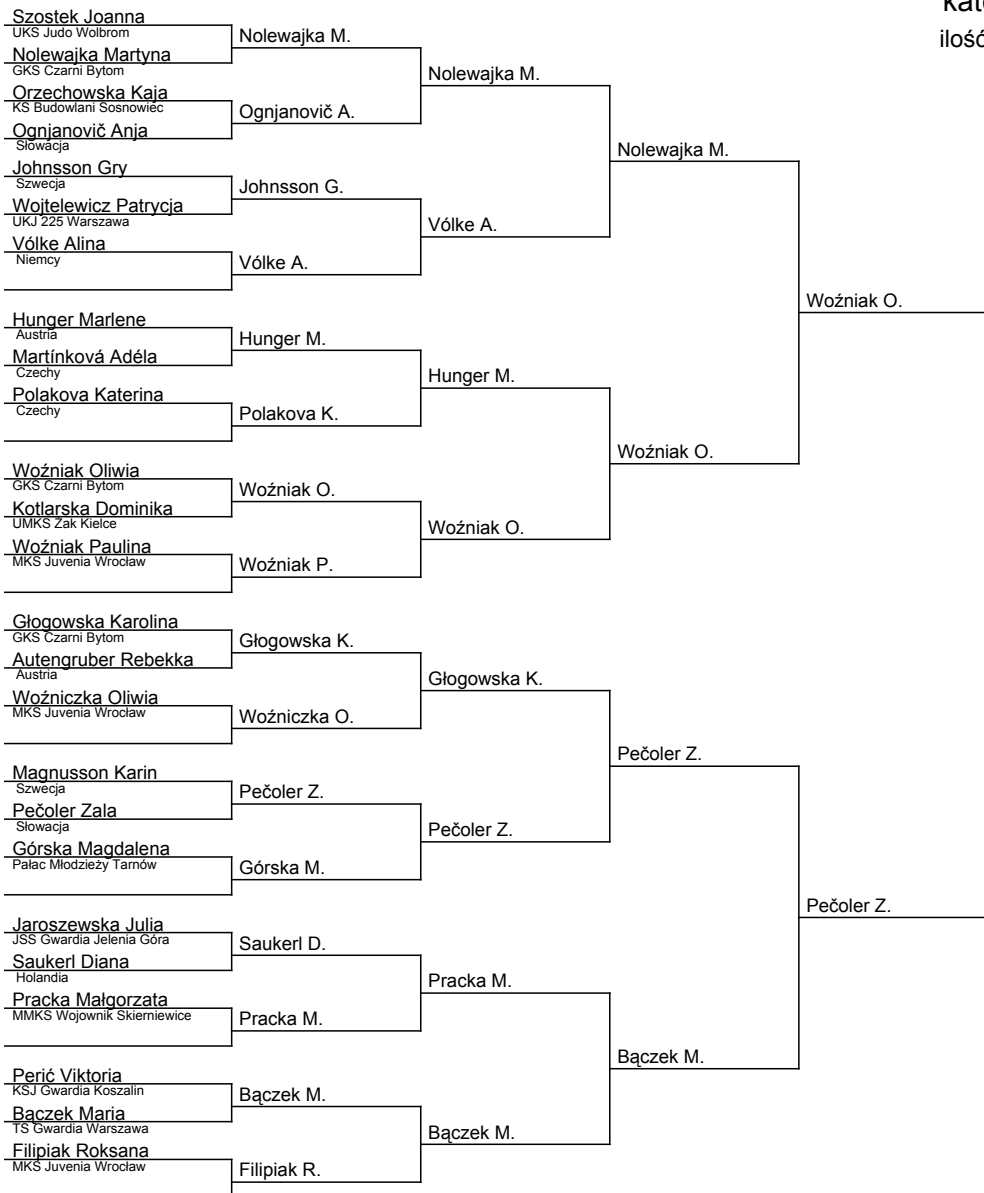 kat
ilość
Szostek Joanna
UKS Judo Wolbrom
Nolewajka Martyna
GKS Czarni Bytom
Orzechowska Kaja
KS Budowlani Sosnowiec
Ognjanovič Anja
Słowacja
Johnsson Gry
Szwecja
Wojtelewicz Patrycja
UKJ 225 Warszawa
Vólke Alina
Niemcy
Hunger Marlene
Austria
Martínková Adéla
Czechy
Polakova Katerina
Czechy
Woźniak Oliwia
GKS Czarni Bytom
Kotlarska Dominika
UMKS Żak Kielce
Woźniak Paulina
MKS Juvenia Wrocław
Głogowska Karolina
GKS Czarni Bytom
Autengruber Rebekka
Austria
Woźniczka Oliwia
MKS Juvenia Wrocław
Magnusson Karin
Szwecja
Pečoler Zala
Słowacja
Górska Magdalena
Pałac Młodzieży Tarnów
Jaroszewska Julia
JSS Gwardia Jelenia Góra
Saukerl Diana
Holandia
Pracka Małgorzata
MMKS Wojownik Skierniewice
Perić Viktoria
KSJ Gwardia Koszalin
Bączek Maria
TS Gwardia Warszawa
Filipiak Roksana
MKS Juvenia Wrocław
Nolewajka M.
Ognjanovič A.
Johnsson G.
Vólke A.
Hunger M.
Polakova K.
Woźniak O.
Woźniak P.
Głogowska K.
Woźniczka O.
Pečoler Z.
Górska M.
Saukerl D.
Pracka M.
Bączek M.
Filipiak R.
Nolewajka M.
Vólke A.
Hunger M.
Woźniak O.
Głogowska K.
Pečoler Z.
Pracka M.
Bączek M.
Nolewajka M.
Woźniak O.
Pečoler Z.
Bączek M.
Woźniak O.
Pečoler Z.